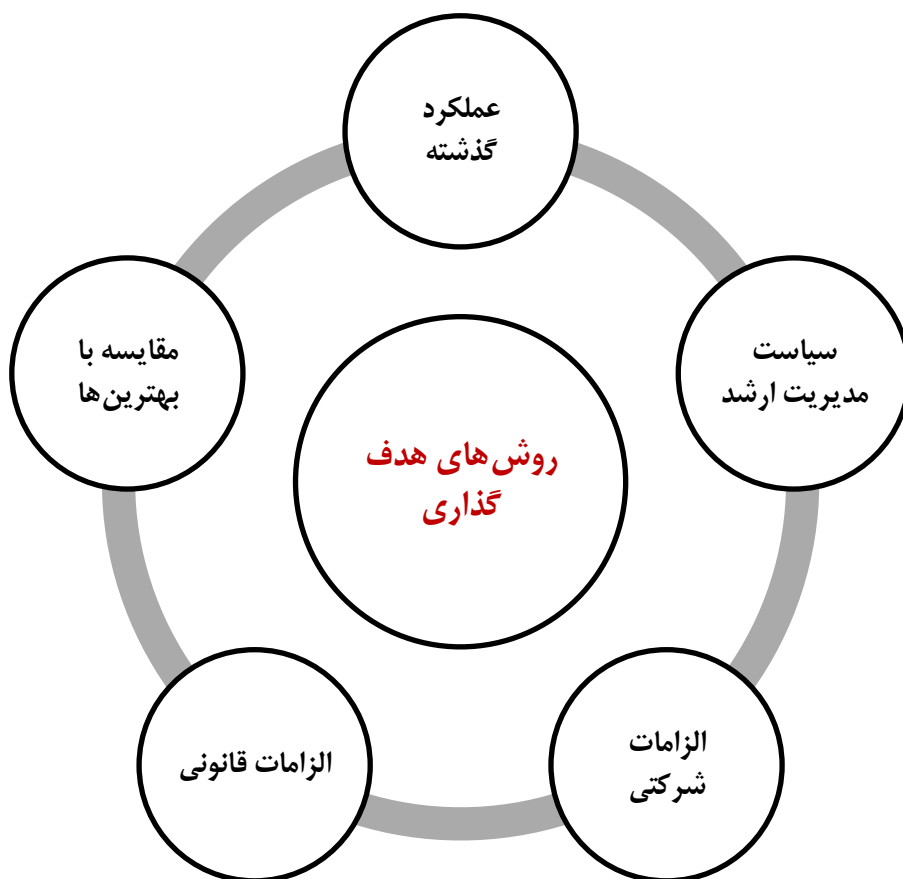 عملکرد
گذشته
سیاست
مدیریت ارشد
الزامات
شرکتی
الزامات قانونی
مقایسه با
بهترین‌ها
روش‌های هدف
گذاری